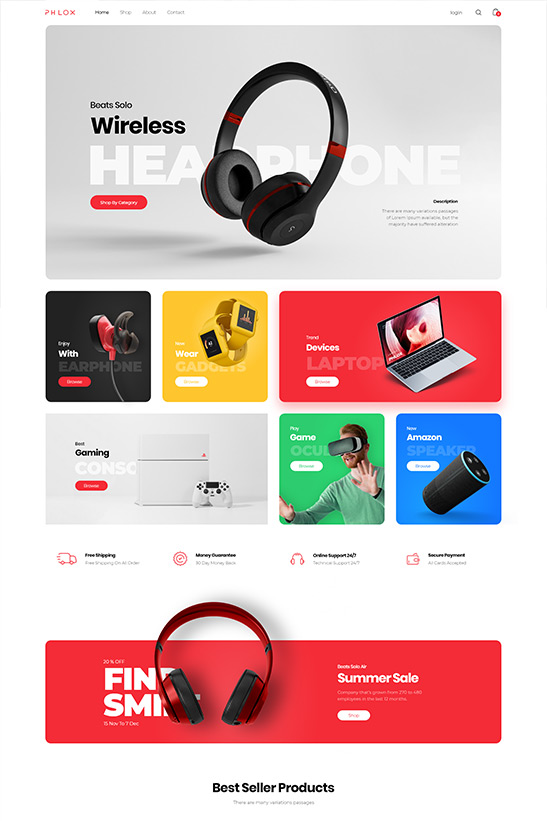 PHLOX Home Shop About Contact login
Beats Solo
Wireless
HEADPHONE
Shop By Category
Description
There are many variations passages
of Lorem Ipsum available, but the
majority have suffered alteration
Enjoy
With
EARPHONE
Browse
New
Wear
GADGETS
Browse
Trend
Devices
LAPTOP
Browse
Best
Gaming
CONSO
Browse
Play
Game
OCU
Browse
New
Amazon
SPEAKER
Browse
Free Shipping
Free Shipping On All Order
Money Guarantee
30 Day Money Back
Online Support 24/7
Technical Support 24/7
Secure Payment
All Cards Accepted
20 % OFF
FIN
SMI
15 Nov To 7 Dec
Beats Solo Air
Summer Sale
Company that's grown from 270 to 480
employees in the last 12 months.
Shop
Best Seller Products
There are many variations passages